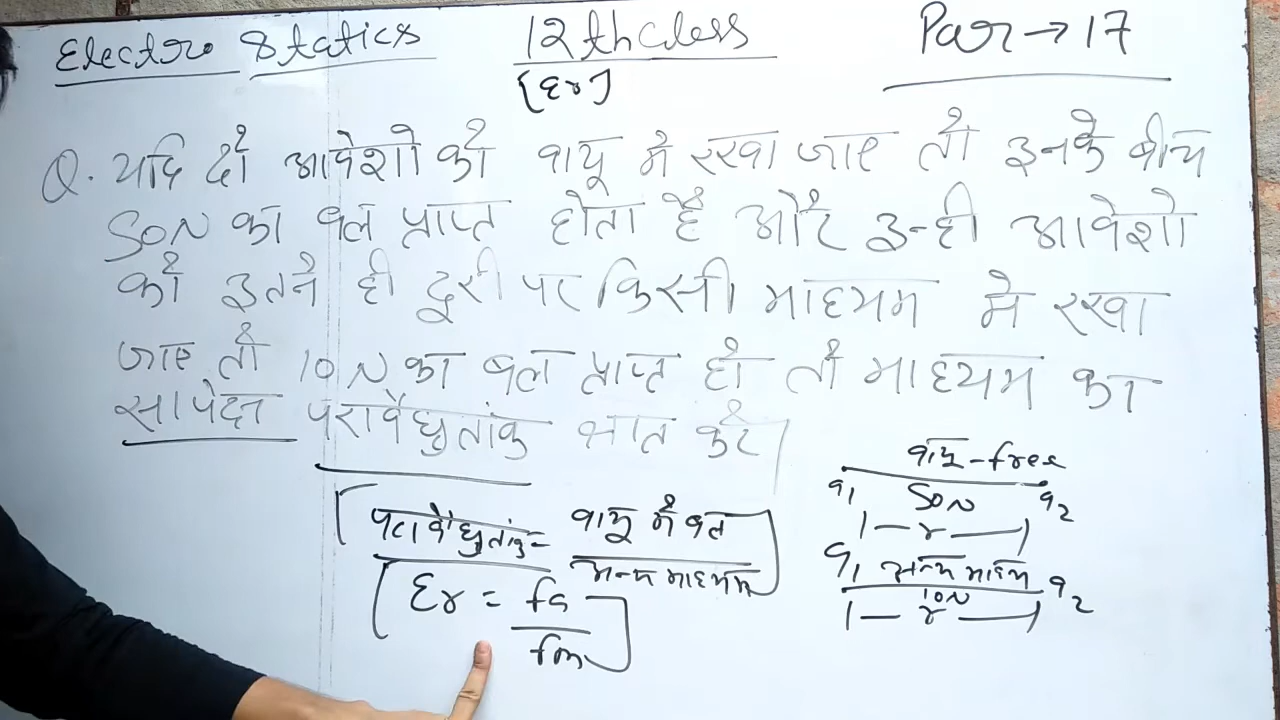 Electro Statics 12th class Par→17
[εr]
Q. यदि दो आवेशो को वायु मे रखा जाए तो इनके बीच
50N का बल प्राप्त होता है और इन्ही आवेशो
को इतने ही दुरी पर किसी माध्यम मे रखा
जाए तो 10N का बल प्राप्त हो तो माध्यम का
सापेक्ष परावैधुतांक ज्ञात करे।
वायु-free
q1 50N q2
r
q1 अन्य माध्यम q2
10N
r
परावैधुतांक = वायु में बल
अन्य माध्यम
εr = fa
fm